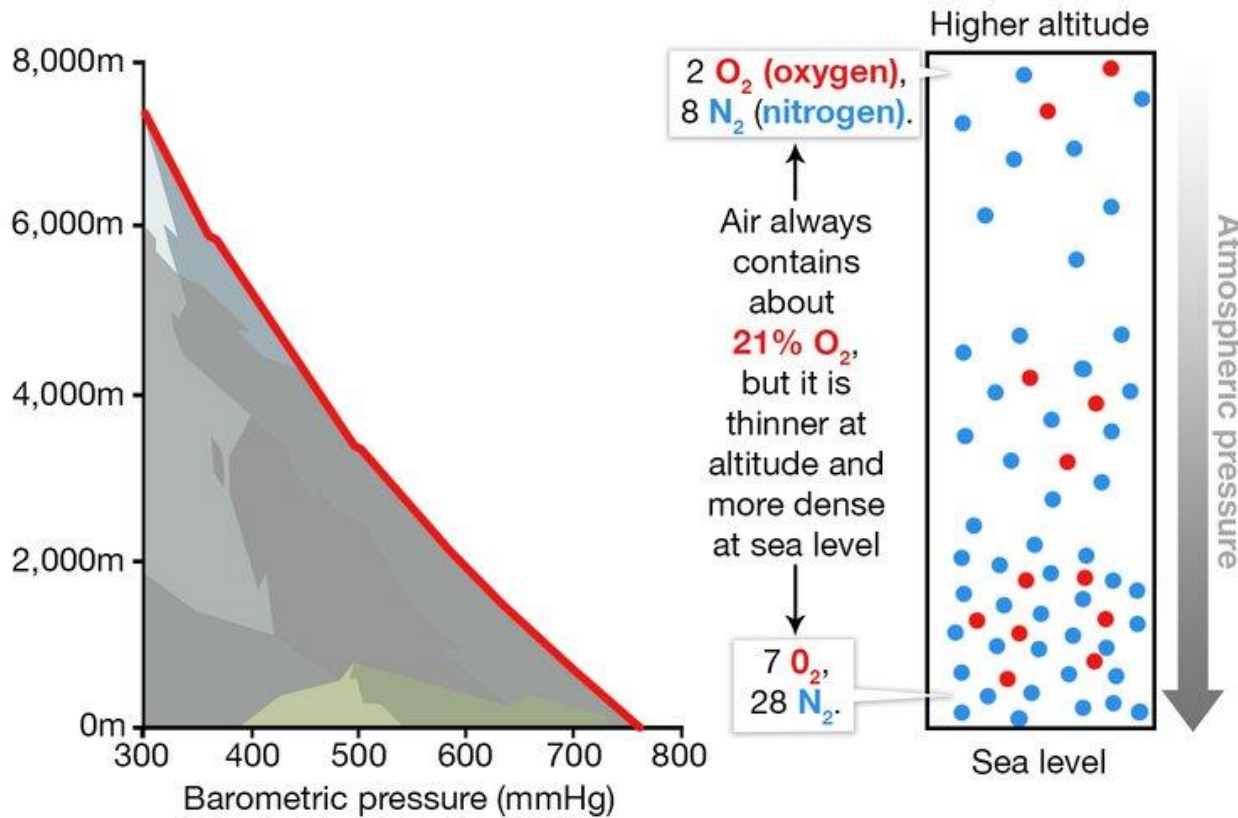 8,000m
6,000m
4,000m
2,000m
0m
300 400 500 600 700 800
Barometric pressure (mmHg)
2 O₂ (oxygen),
8 N₂ (nitrogen).
Air always
contains
about
21% O₂,
but it is
thinner at
altitude and
more dense
at sea level
7 0₂,
28 N₂.
Higher altitude
Sea level
Atmospheric pressure